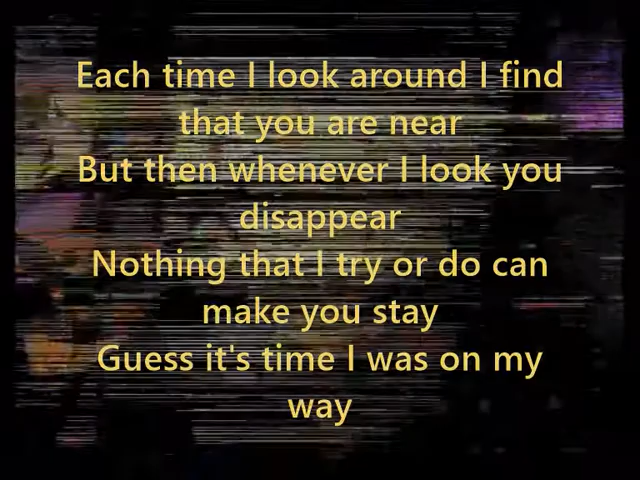 Each time I look around I find
that you are near
But then whenever I look you
disappear
Nothing that I try or do can
make you stay
Guess it's time I was on my
way